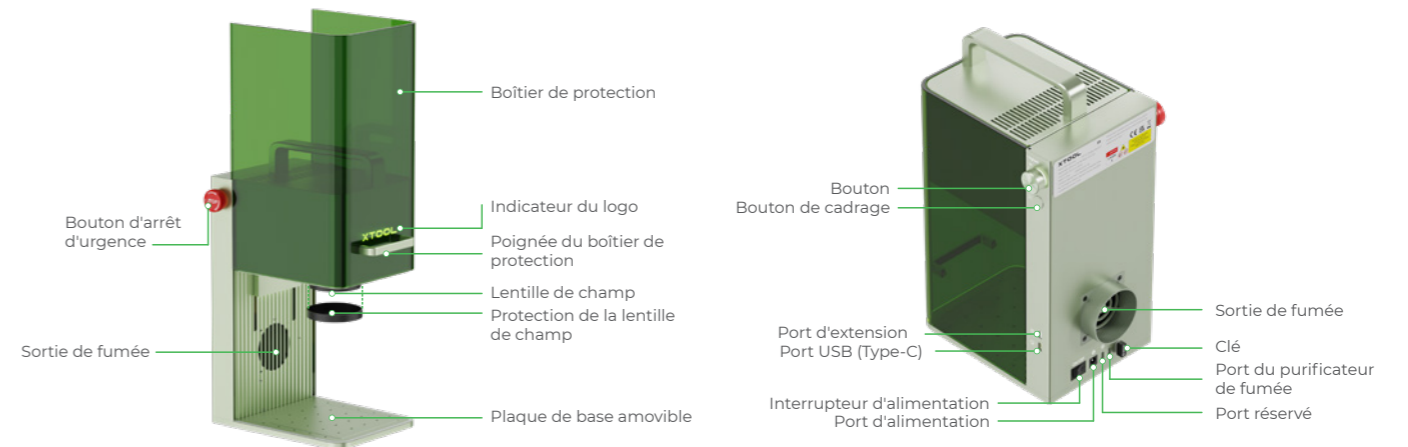 Boîtier de protection
Bouton d'arrêt
d'urgence
Indicateur du logo
XTOOL
Poignée du boîtier de
protection
Lentille de champ
Protection de la lentille
de champ
Sortie de fumée
Plaque de base amovible
XTOOL
Bouton
Bouton de cadrage
Port d'extension
Port USB (Type-C)
Interrupteur d'alimentation
Port d'alimentation
Sortie de fumée
Clé
Port du purificateur
de fumée
Port réservé